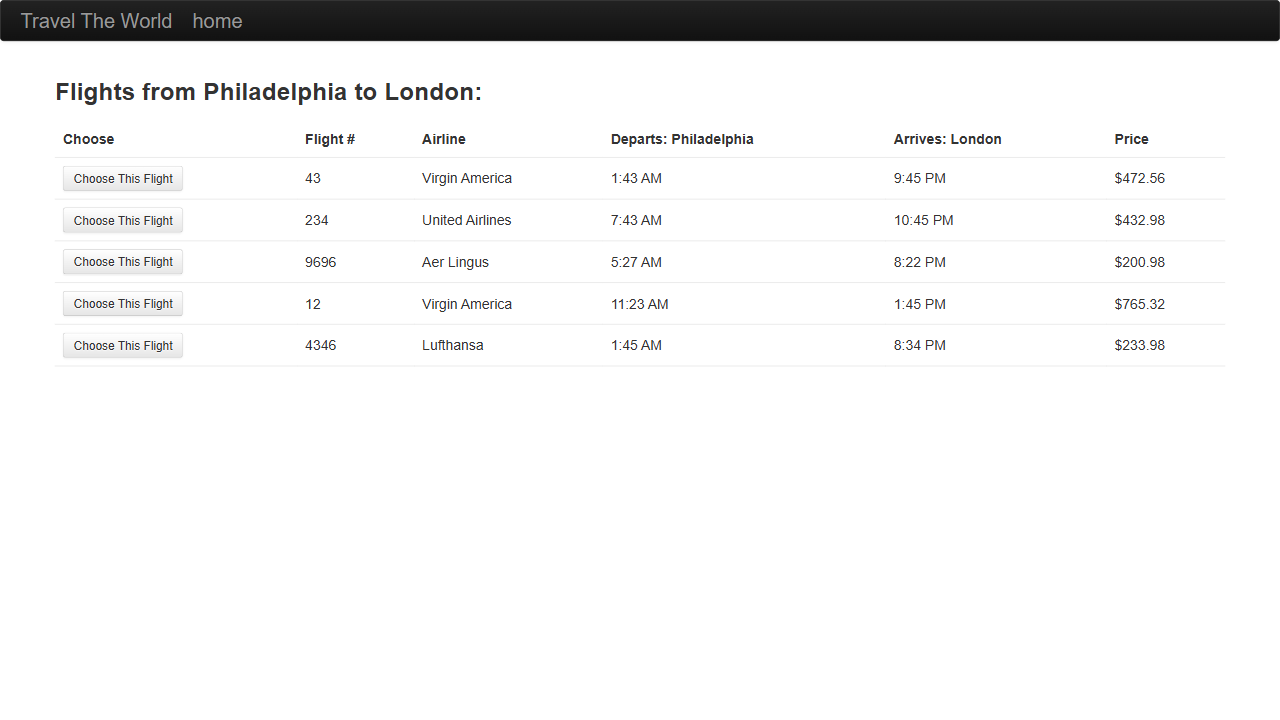 Travel The World home
Flights from Philadelphia to London:
Choose Flight # Airline Departs: Philadelphia Arrives: London Price
Choose This Flight 43 Virgin America 1:43 AM 9:45 PM $472.56
Choose This Flight 234 United Airlines 7:43 AM 10:45 PM $432.98
Choose This Flight 9696 Aer Lingus 5:27 AM 8:22 PM $200.98
Choose This Flight 12 Virgin America 11:23 AM 1:45 PM $765.32
Choose This Flight 4346 Lufthansa 1:45 AM 8:34 PM $233.98